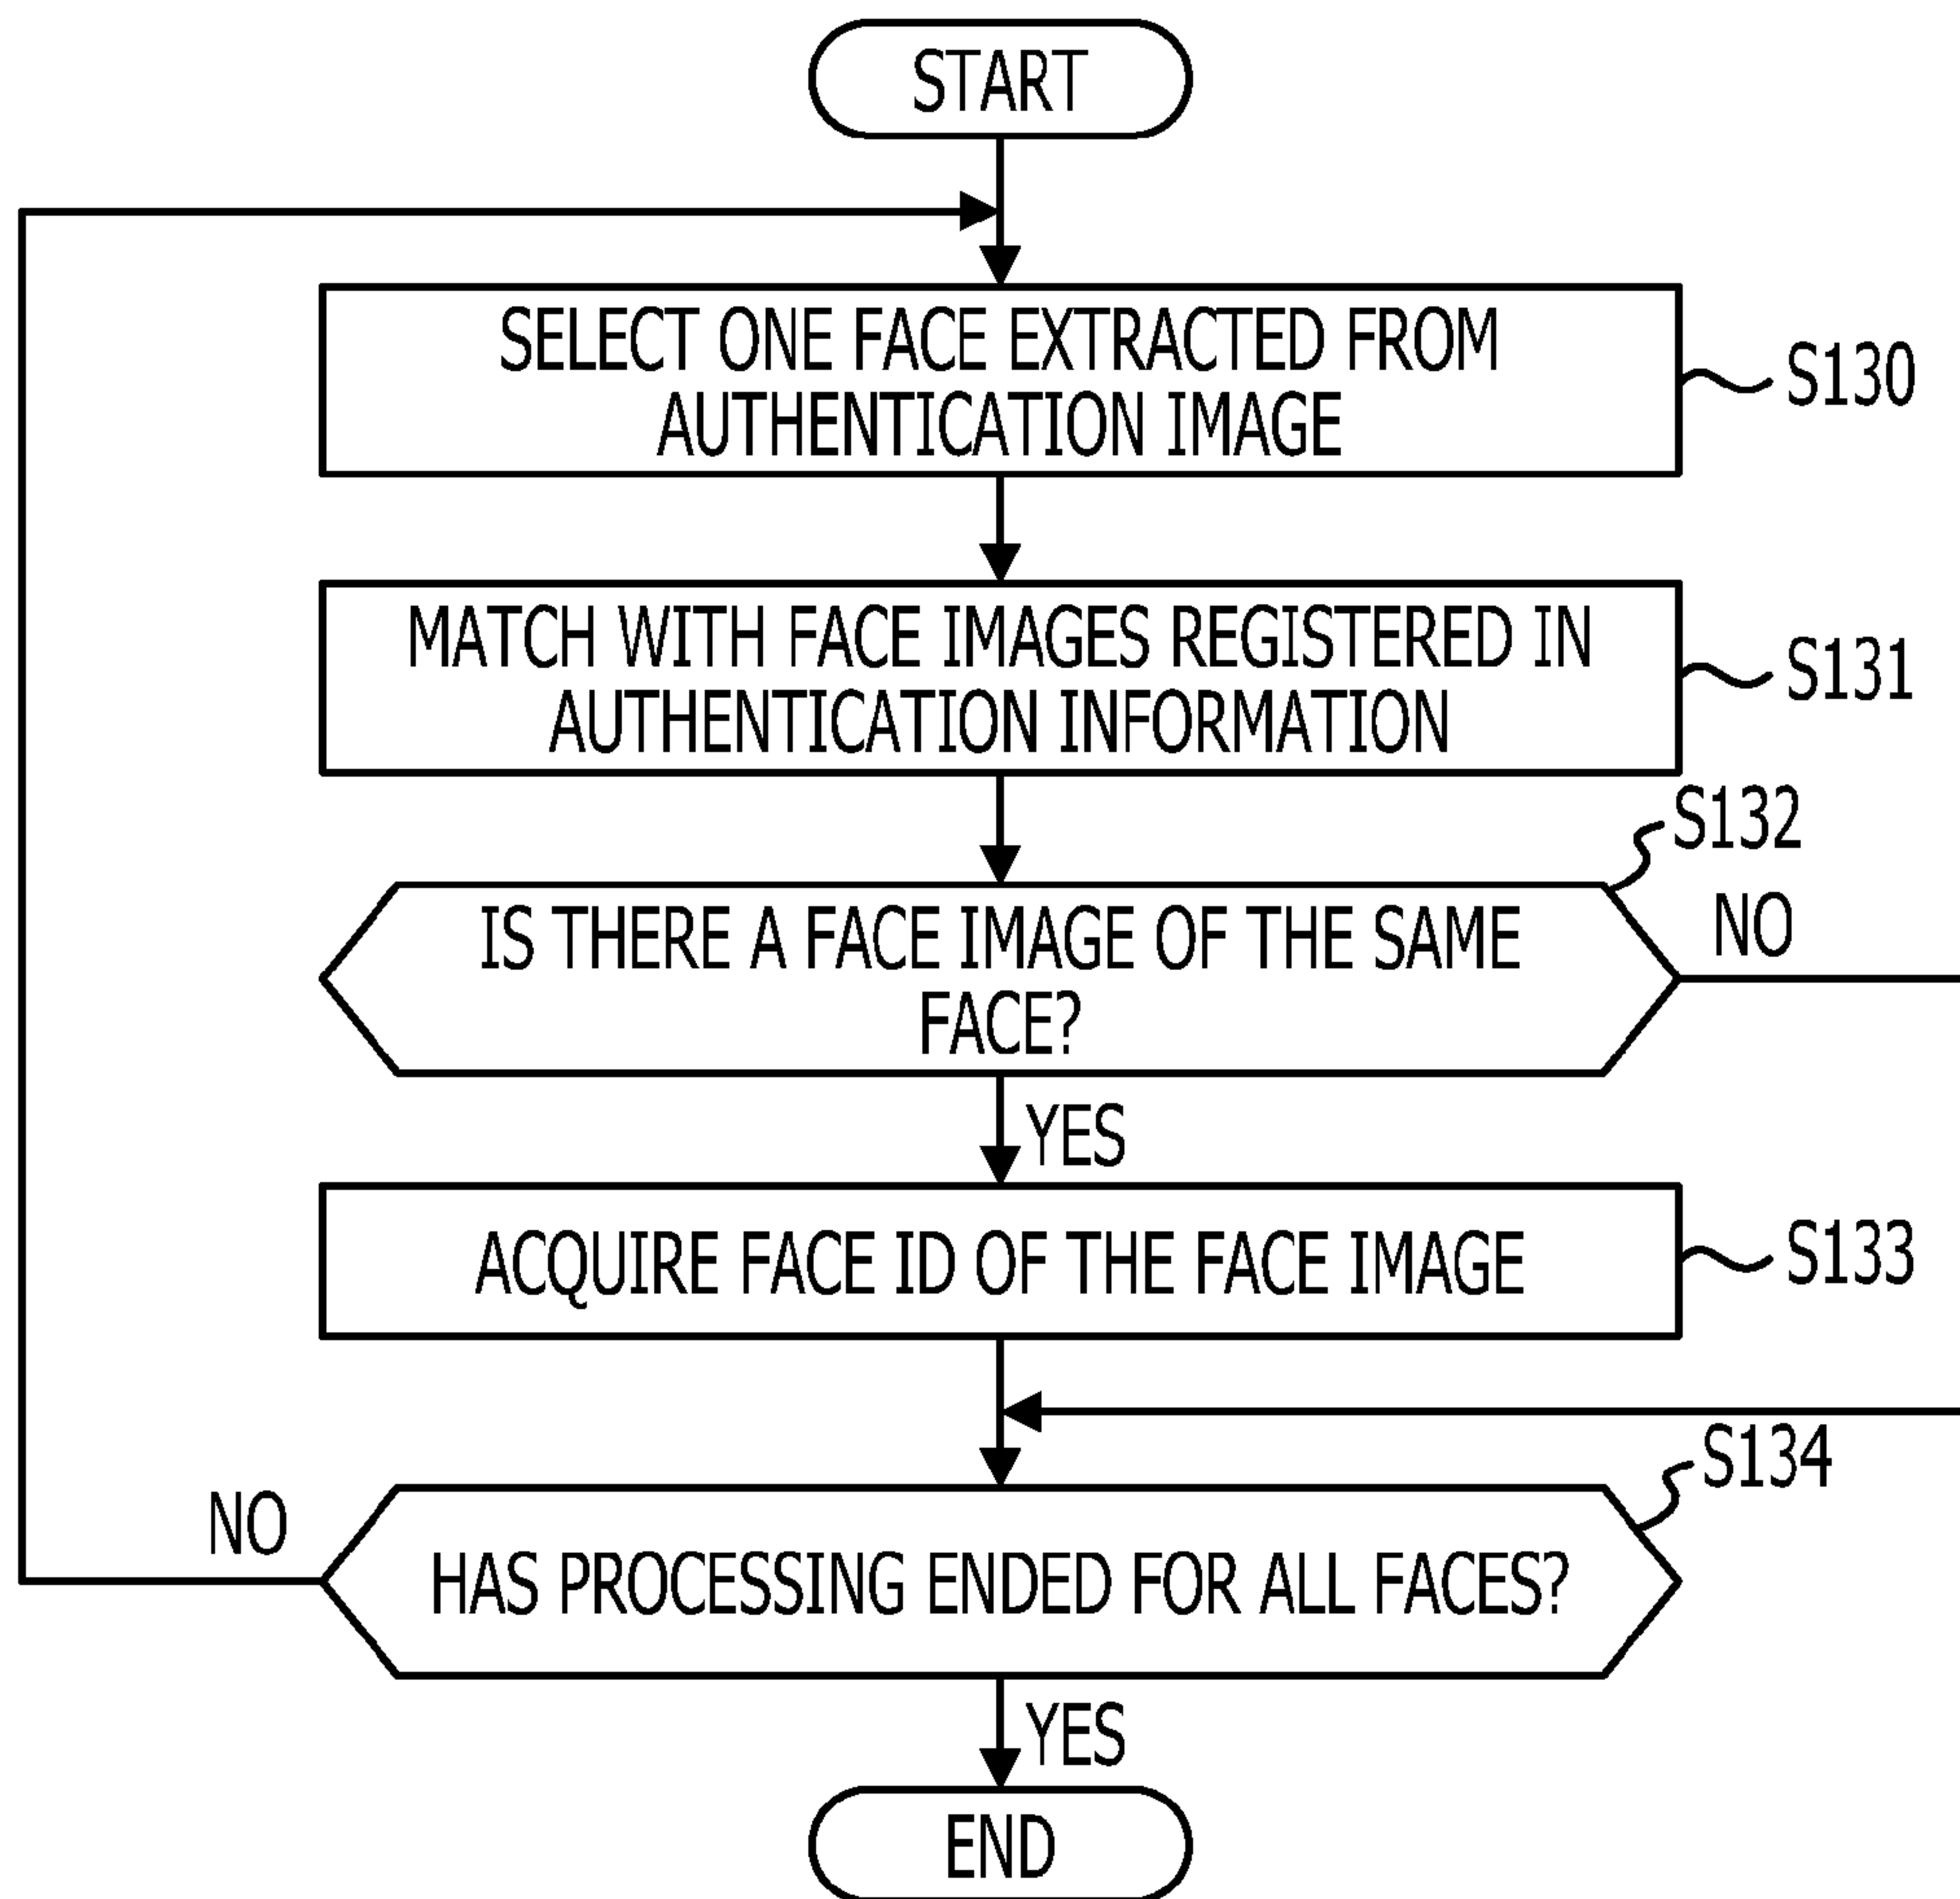 START
SELECT ONE FACE EXTRACTED FROM
AUTHENTICATION IMAGE
S130
MATCH WITH FACE IMAGES REGISTERED IN
AUTHENTICATION INFORMATION
S131
S132
IS THERE A FACE IMAGE OF THE SAME
FACE?
NO
YES
ACQUIRE FACE ID OF THE FACE IMAGE
S133
S134
NO
HAS PROCESSING ENDED FOR ALL FACES?
YES
END